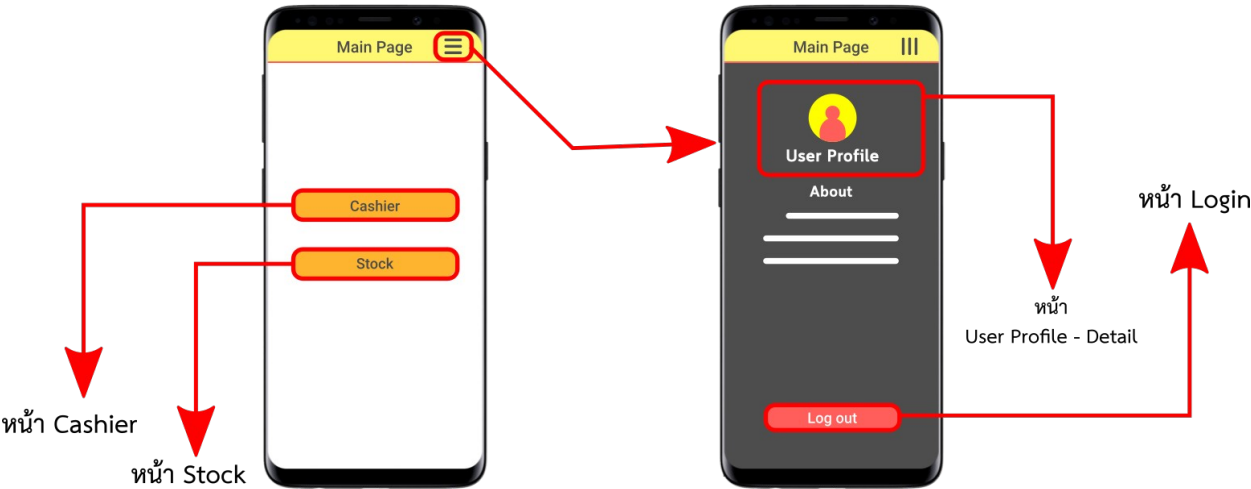 Main Page
Cashier
Stock
หน้า Cashier
หน้า Stock
Main Page
User Profile
About
Log out
หน้า Login
หน้า
User Profile - Detail